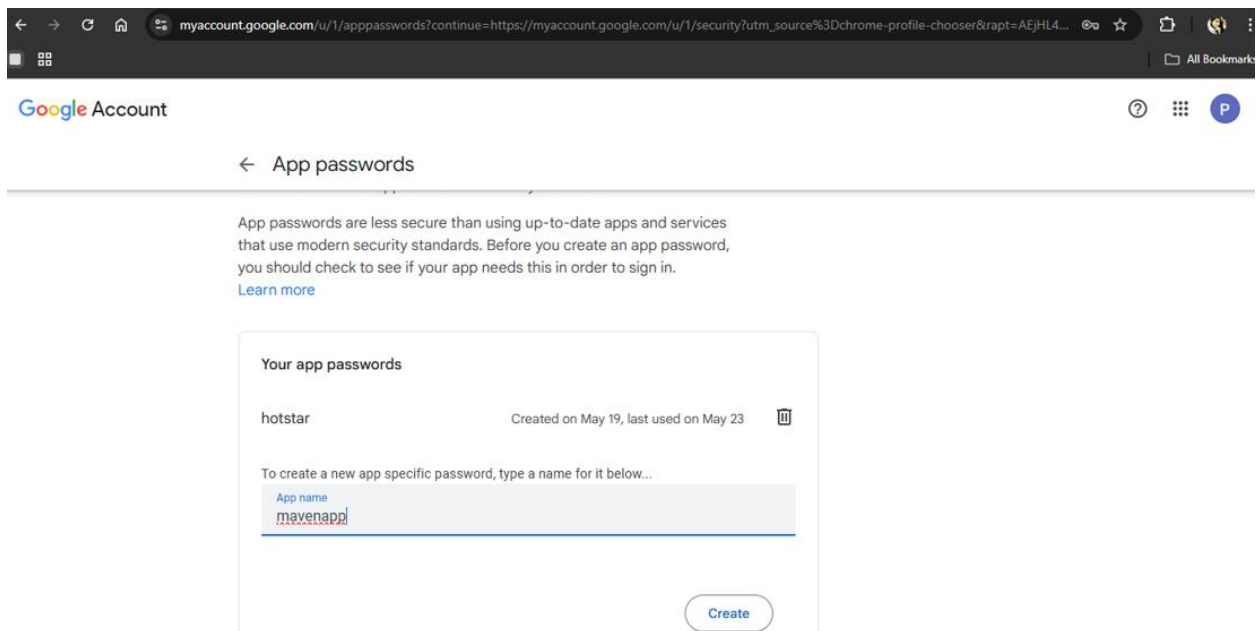 myaccount.google.com/u/1/apppasswords?continue=https://myaccount.google.com/u/1/security?utm_source%3Dchrome-profile-chooser&rapt=AEjHL4...
All Bookmarks
Google Account
P
App passwords
App passwords are less secure than using up-to-date apps and services
that use modern security standards. Before you create an app password,
you should check to see if your app needs this in order to sign in.
Learn more
Your app passwords
hotstar Created on May 19, last used on May 23
To create a new app specific password, type a name for it below...
App name
mavenapp
Create